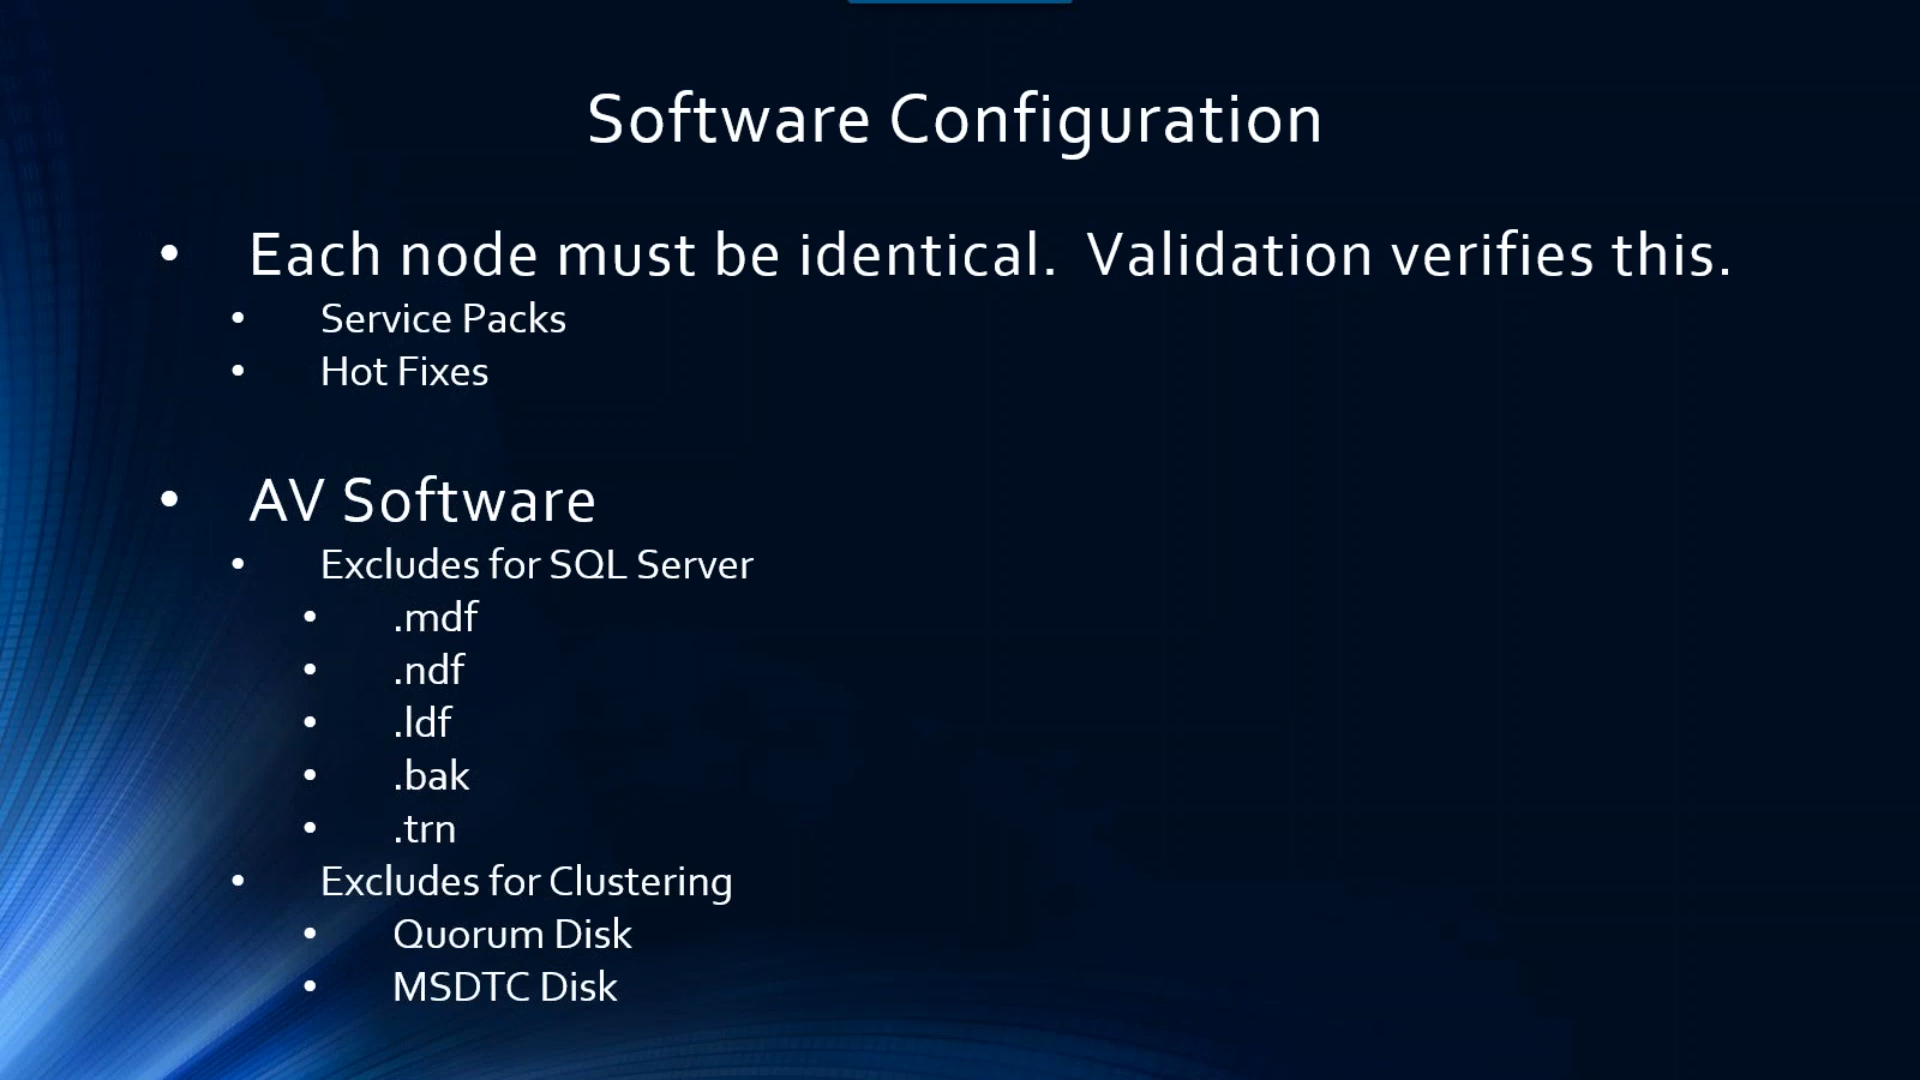 Software Configuration
• Each node must be identical.  Validation verifies this.
• Service Packs
• Hot Fixes
• AV Software
• Excludes for SQL Server
• .mdf
• .ndf
• .ldf
• .bak
• .trn
• Excludes for Clustering
• Quorum Disk
• MSDTC Disk